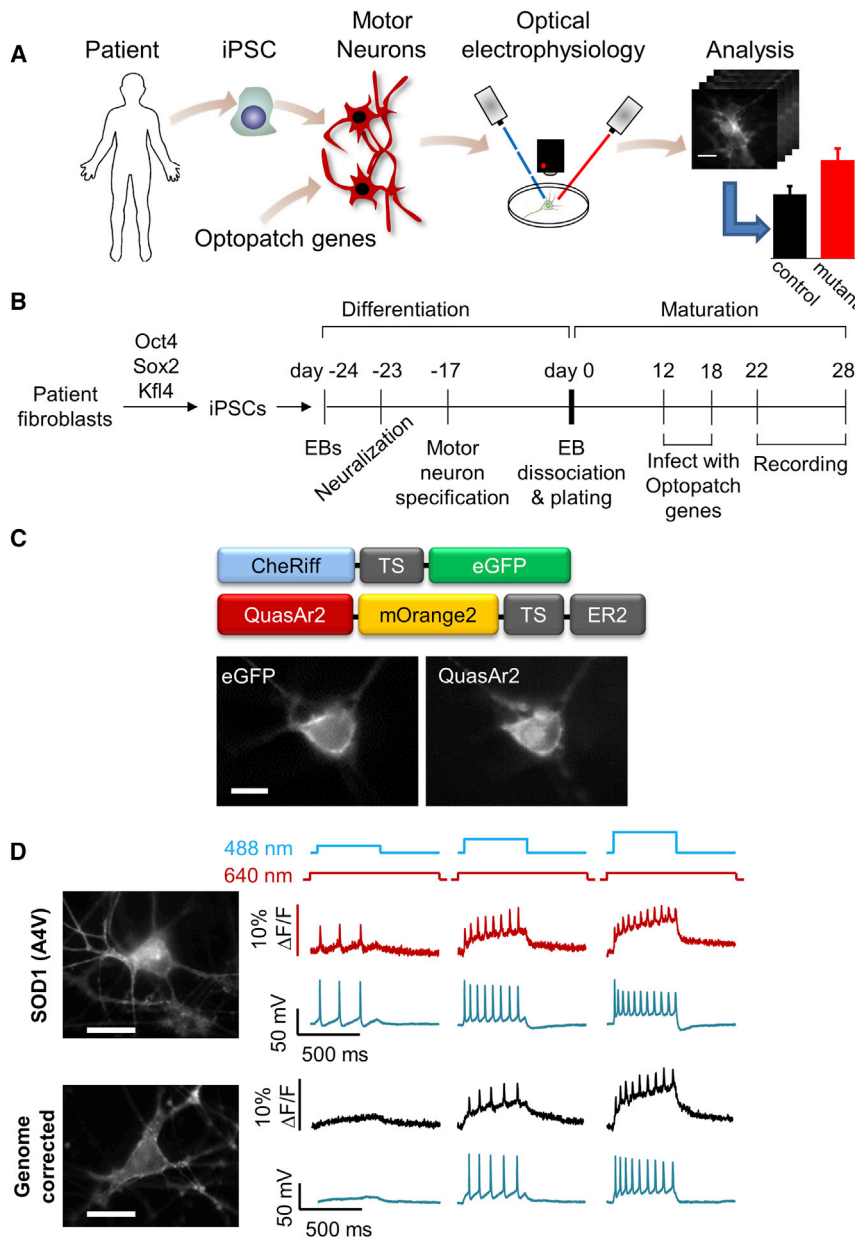 A
Patient
iPSC
Motor
Neurons
Optical
electrophysiology
Analysis
Optopatch genes
control
mutant
B
Differentiation
Maturation
Patient
fibroblasts
Oct4
Sox2
Kfl4
iPSCs
day -24 -23 -17 day 0 12 18 22 28
EBs
Neuralization
Motor
neuron
specification
EB
dissociation
& plating
Infect with
Optopatch
genes
Recording
C
CheRiff TS eGFP
QuasAr2 mOrange2 TS ER2
eGFP
QuasAr2
D
488 nm
640 nm
SOD1 (A4V)
10%
ΔF/F
50 mV
500 ms
Genome
corrected
10%
ΔF/F
50 mV
500 ms